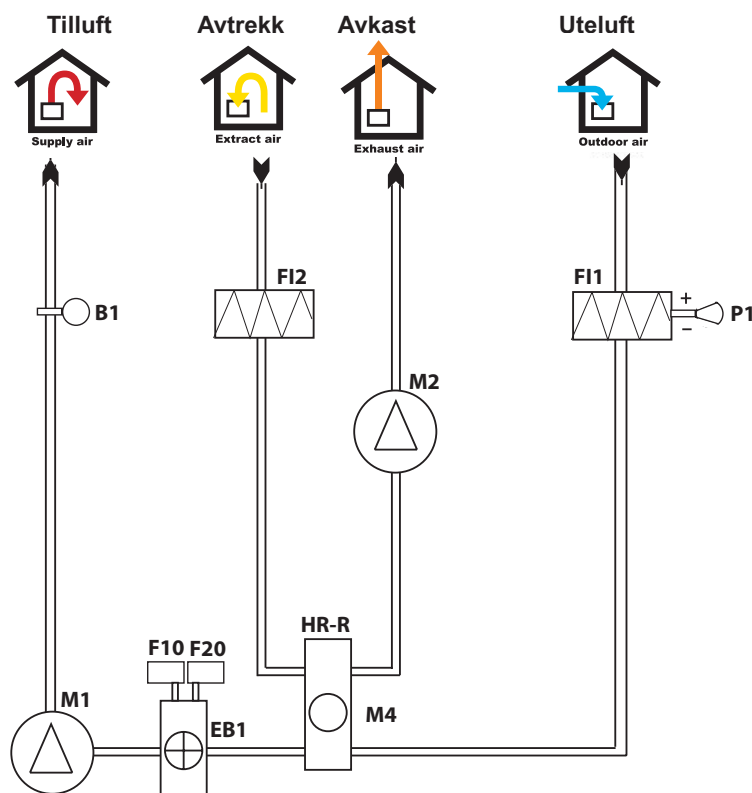 Tilluft Avtrekk Avkast Uteluft
Supply air Extract air Exhaust air Outdoor air
FI2 FI1
+
B1 P1
–
M2
HR-R
F10 F20
M1 M4
EB1